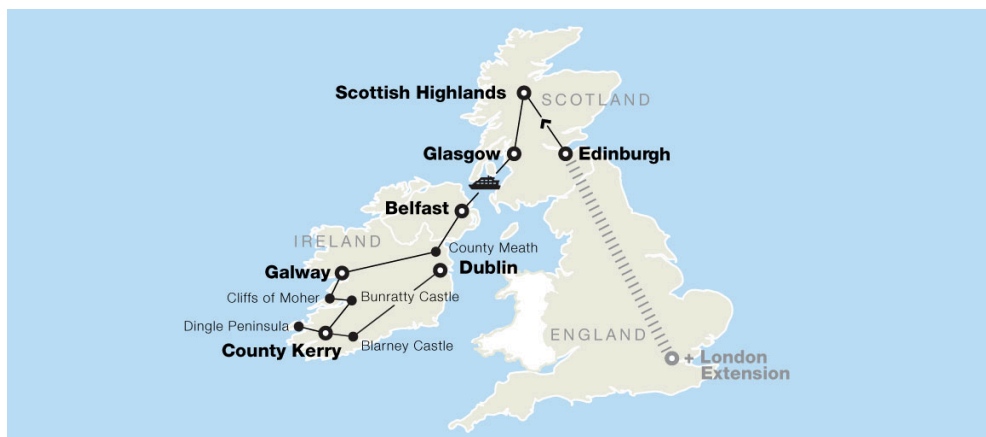 Scottish Highlands
SCOTLAND
Glasgow
Edinburgh
Belfast
IRELAND
County Meath
Galway
Dublin
Cliffs of Moher
Bunratty Castle
Dingle Peninsula
County Kerry
Blarney Castle
ENGLAND
+ London
Extension